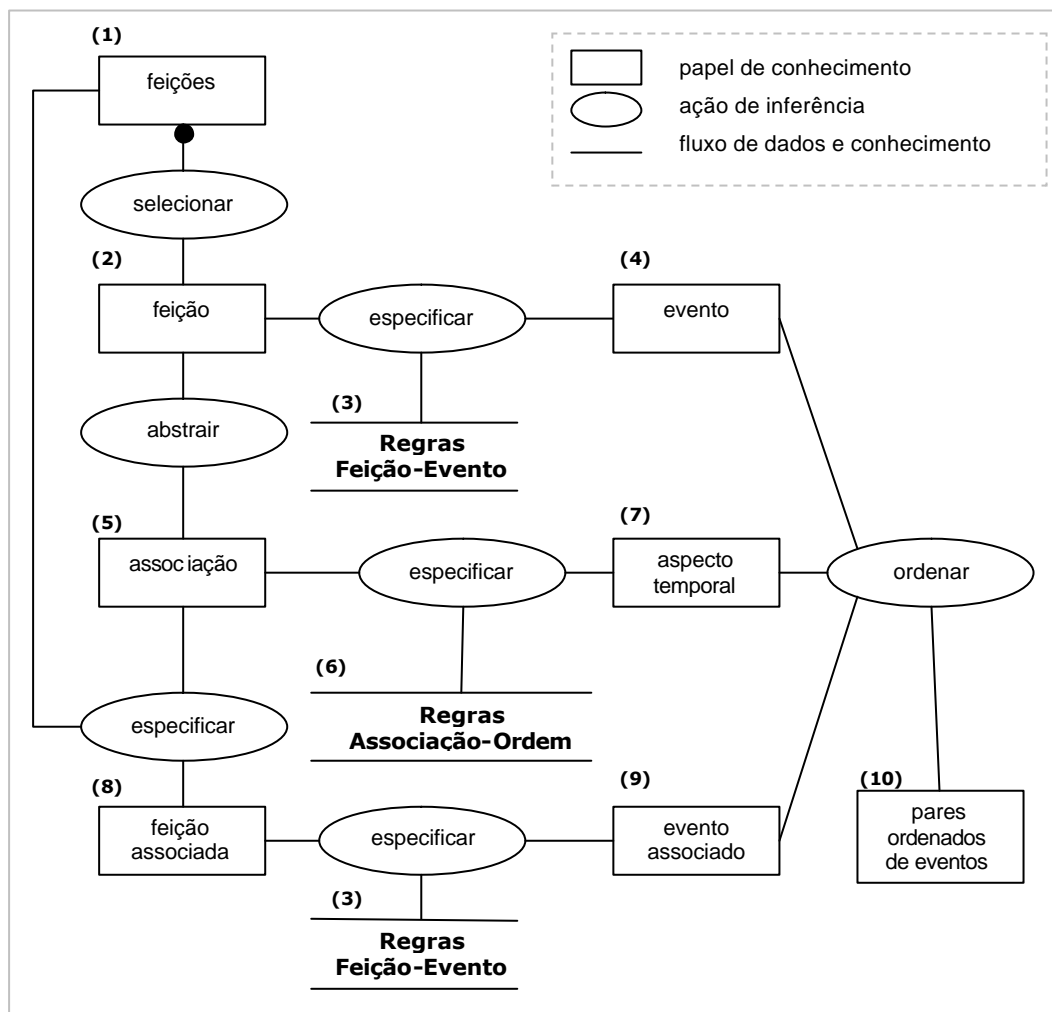 (1)
feições
papel de conhecimento
ação de inferência
fluxo de dados e conhecimento
selecionar
(2)
feição
especificar
(4)
evento
(3)
Regras
Feição-Evento
abstrair
(5)
associação
especificar
(7)
aspecto
temporal
ordenar
(6)
Regras
Associação-Ordem
especificar
(8)
feição
associada
especificar
(9)
evento
associado
(10)
pares
ordenados
de eventos
(3)
Regras
Feição-Evento